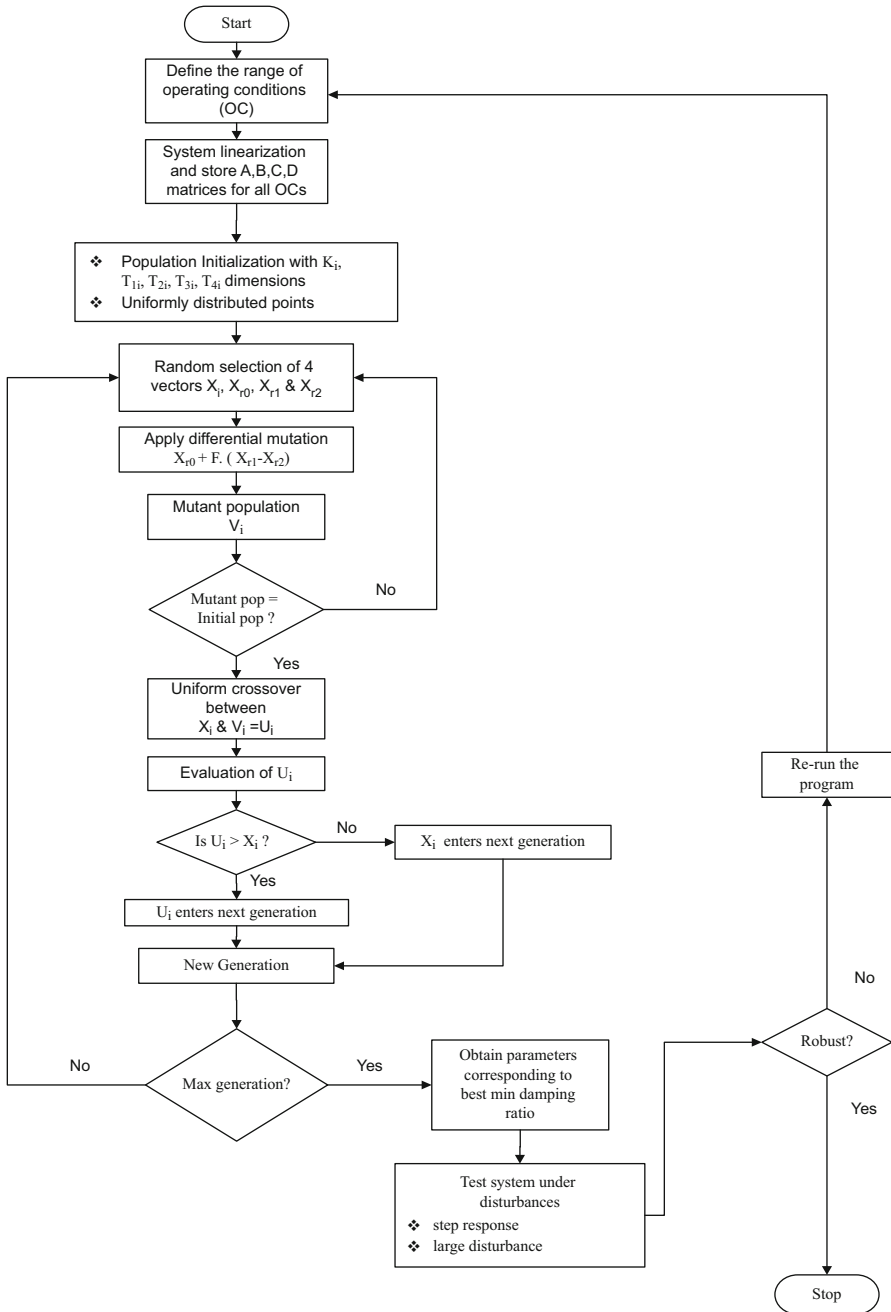 Start
Define the range of
operating conditions
(OC)
System linearization
and store A,B,C,D
matrices for all OCs
❖ Population Initialization with Ki,
T1i, T2i, T3i, T4i dimensions
❖ Uniformly distributed points
Random selection of 4
vectors Xi, Xr0, Xr1 & Xr2
Apply differential mutation
Xr0 + F. ( Xr1-Xr2)
Mutant population
Vi
Mutant pop =
Initial pop ?
No
Yes
Uniform crossover
between
Xi & Vi =Ui
Evaluation of Ui
Is Ui > Xi ?
No
Xi enters next generation
Yes
Ui enters next generation
New Generation
Max generation?
No
Yes
Obtain parameters
corresponding to
best min damping
ratio
Test system under
disturbances
❖ step response
❖ large disturbance
Robust?
No
Re-run the
program
Yes
Stop